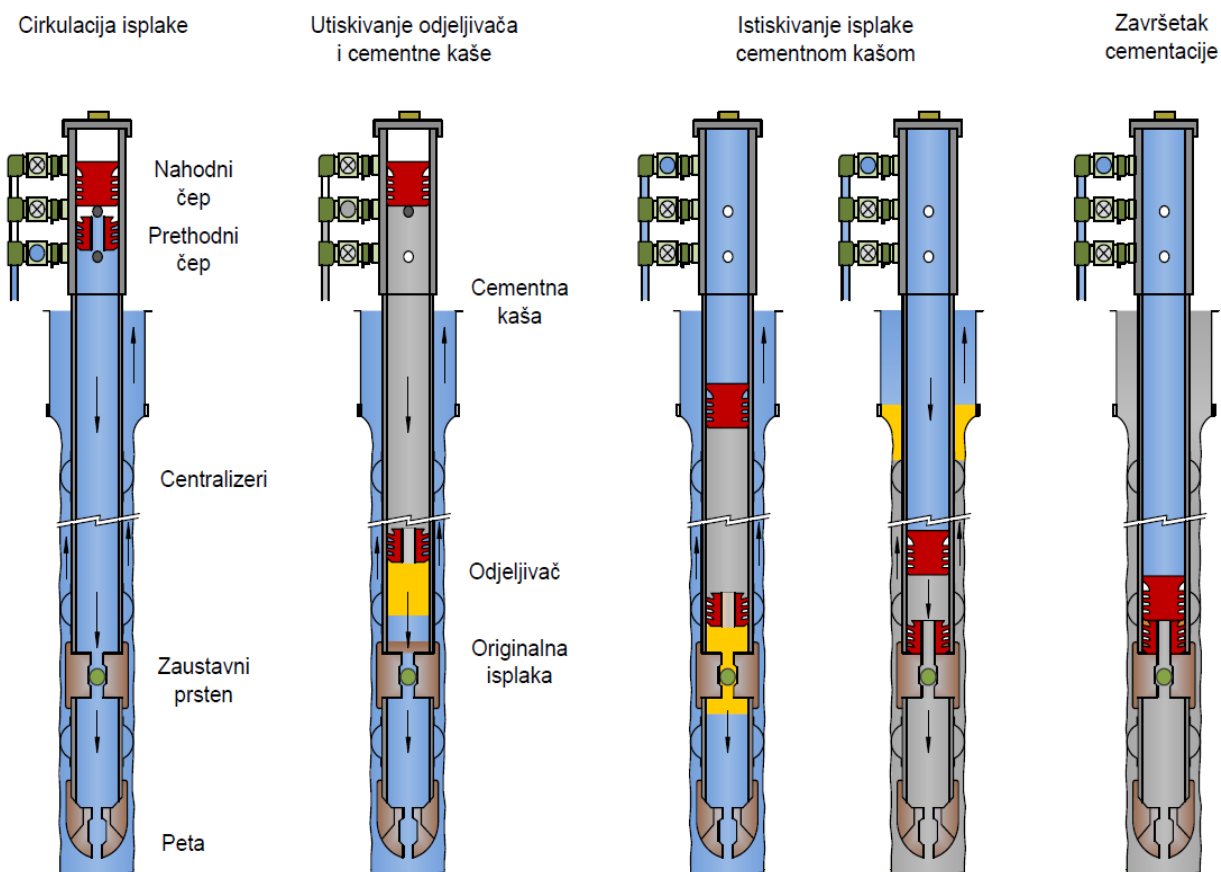 Cirkulacija isplake
Utiskivanje odjeljivača
i cementne kaše
Istiskivanje isplake
cementnom kašom
Završetak
cementacije
Nahodni
čep
Prethodni
čep
Cementna
kaša
Centralizeri
Odjeljivač
Zaustavni
prsten
Originalna
isplaka
Peta